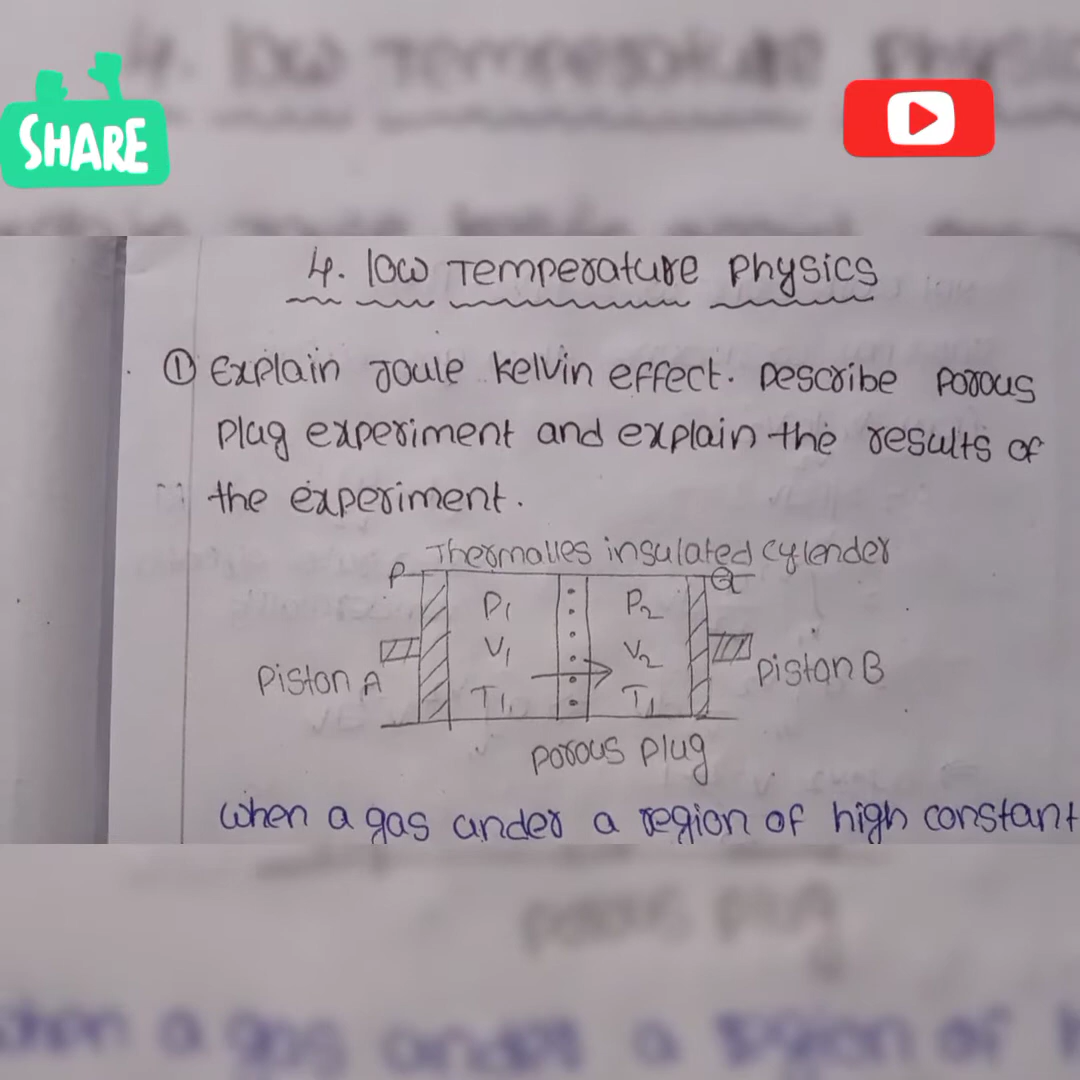 SHARE
4. low Temperature Physics
① Explain Joule kelvin effect. Describe Porous
Plug experiment and explain the results of
the experiment.
Thermalles insulated cylender
P Q
P₁ P₂
V₁ V₂
T₁ T₁
Piston A Piston B
Porous Plug
when a gas under a region of high constant